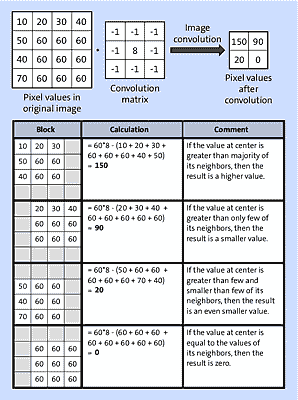 10 20 30 40
50 60 60 60
40 60 60 60
70 60 60 60
*
-1 -1 -1
-1 8 -1
-1 -1 -1
Image
convolution
150 90
20 0
Pixel values in
original image
Convolution
matrix
Pixel values
after
convolution
Block Calculation Comment
10 20 30
50 60 60
40 60 60
= 60*8 - (10 + 20 + 30 +
60 + 60 + 60 + 40 + 50)
= 150
If the value at center is
greater than majority of
its neighbors, then the
result is a higher value.
20 30 40
60 60 60
60 60 60
= 60*8 - (20 + 30 + 40 +
60 + 60 + 60 + 60 + 60)
= 90
If the value at center is
greater than only few of
its neighbors, then the
result is a smaller value.
50 60 60
40 60 60
70 60 60
= 60*8 - (50 + 60 + 60 +
60 + 60 + 60 + 70 + 40)
= 20
If the value at center is
greater than few and
smaller than few of its
neighbors, then the result
is an even smaller value.
60 60 60
60 60 60
60 60 60
= 60*8 - (60 + 60 + 60 +
60 + 60 + 60 + 60 + 60)
= 0
If the value at center is
equal to the values of
its neighbors, then the
result is zero.